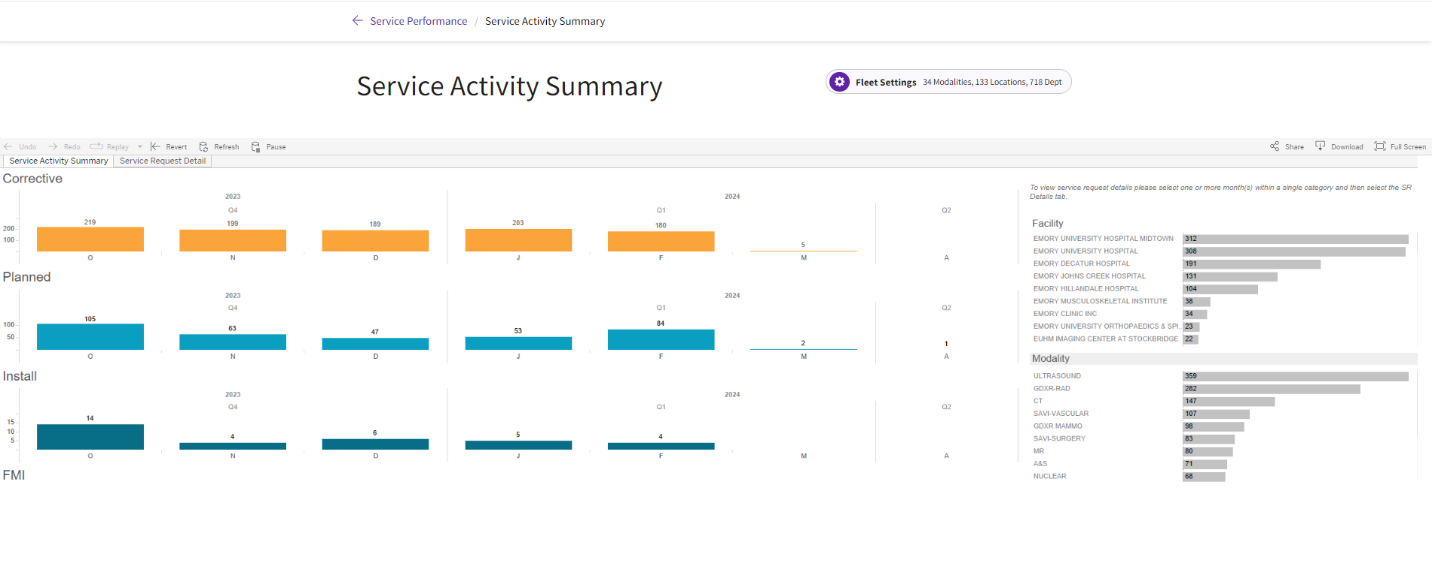 ← Service Performance / Service Activity Summary
Service Activity Summary
Fleet Settings 34 Modalities, 133 Locations, 718 Dept
Undo Redo Replay Revert Refresh Pause Share Download Full Screen
Service Activity Summary Service Request Detail
Corrective
2023 2024
Q4 Q1 Q2
219 199 189 203 180 5
200
100
O N D J F M A
Planned
2023 2024
Q4 Q1 Q2
105 63 47 53 84 2 1
100
50
O N D J F M A
Install
2023 2024
Q4 Q1 Q2
14 4 6 5 4
15
10
5
O N D J F M A
FMI
To view service request details please select one or more month(s) within a single category and then select the SR
Details tab.
Facility
EMORY UNIVERSITY HOSPITAL MIDTOWN 312
EMORY UNIVERSITY HOSPITAL 308
EMORY DECATUR HOSPITAL 191
EMORY JOHNS CREEK HOSPITAL 131
EMORY HILLANDALE HOSPITAL 104
EMORY MUSCULOSKELETAL INSTITUTE 38
EMORY CLINIC INC 34
EMORY UNIVERSITY ORTHOPAEDICS & SPI.. 23
EUHM IMAGING CENTER AT STOCKBRIDGE 22
Modality
ULTRASOUND 359
GDXR-RAD 282
CT 147
SAVI-VASCULAR 107
GDXR MAMMO 98
SAVI-SURGERY 83
MR 80
A&S 71
NUCLEAR 68